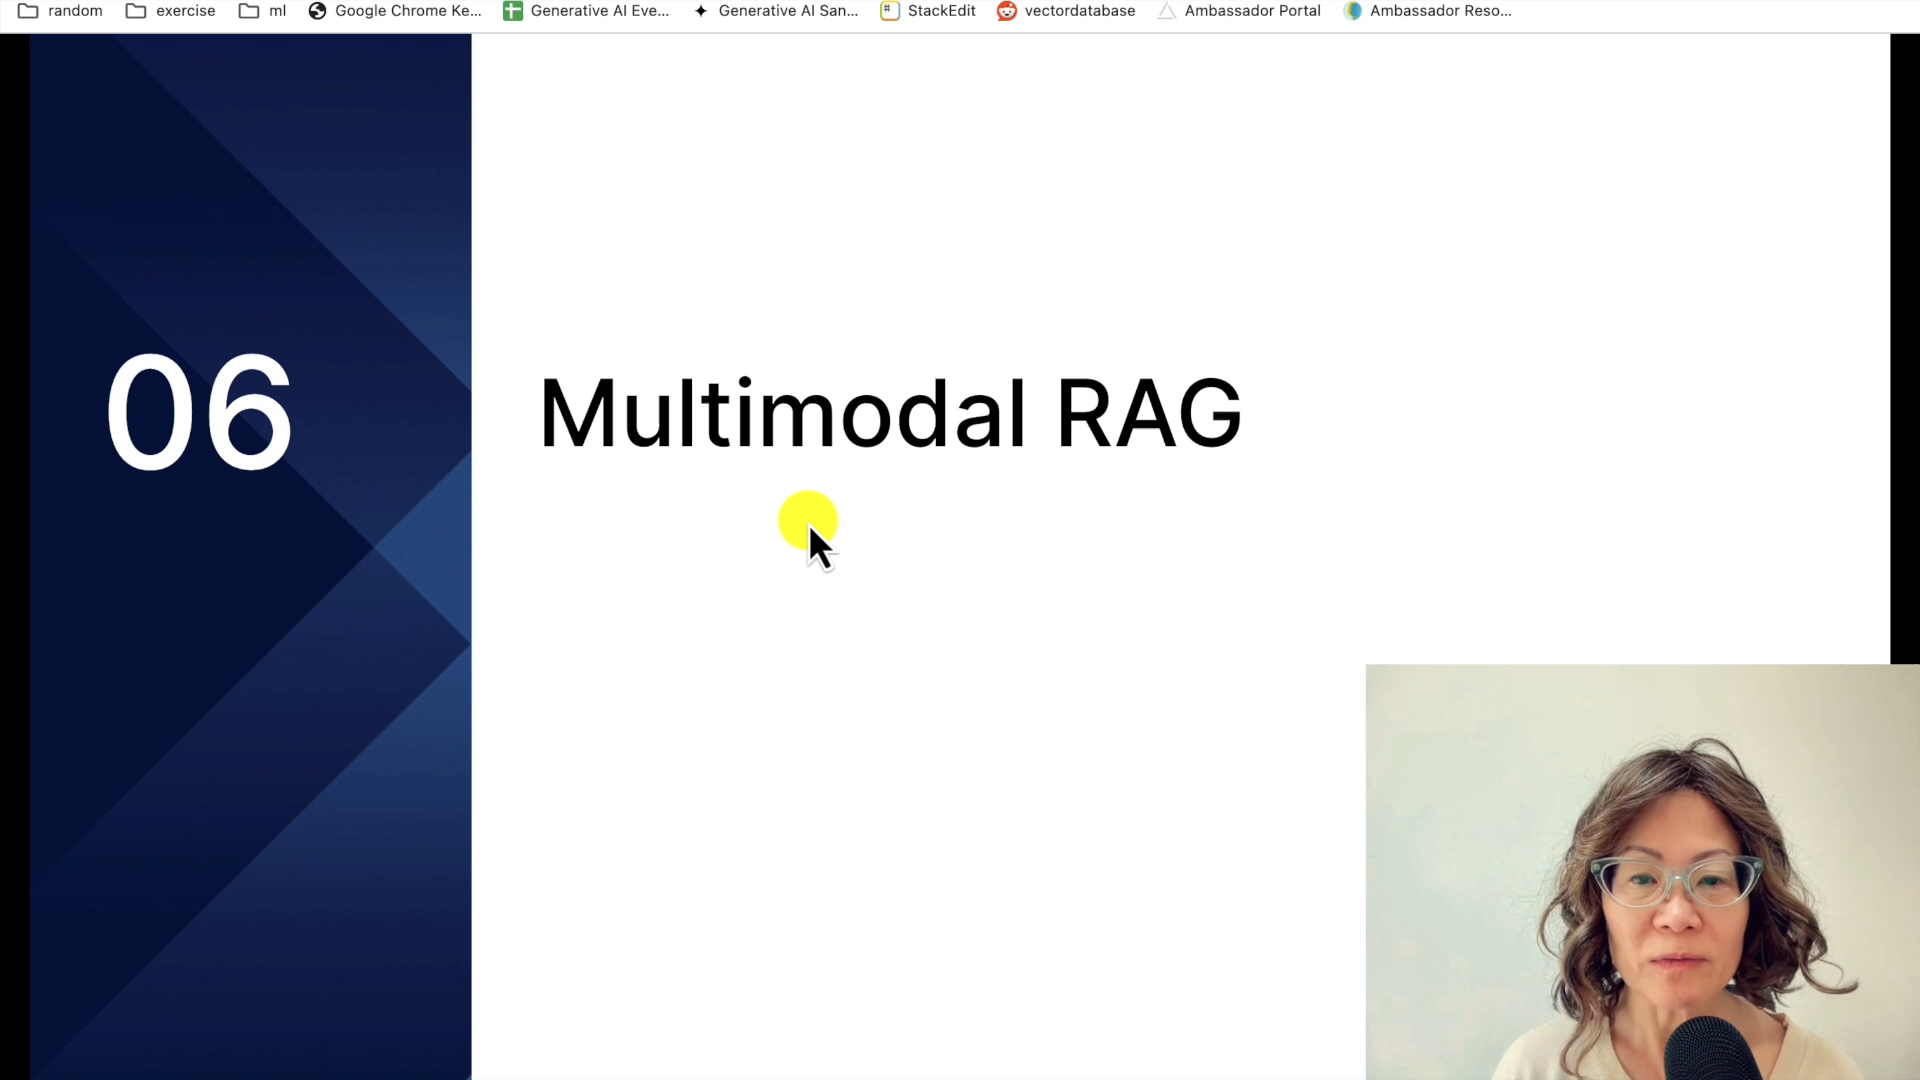 random exercise ml Google Chrome Ke... Generative AI Eve... Generative AI San... # StackEdit vectordatabase Ambassador Portal Ambassador Reso...
06 Multimodal RAG